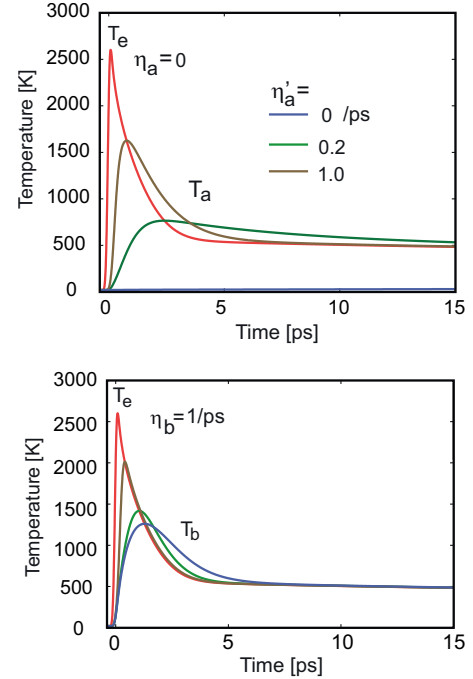 3000
T_e
η_a=0
2500
η_a'=
2000
0 /ps
0.2
1500
1.0
T_a
1000
500
0
0 5 10 15
Time [ps]
Temperature [K]
3000
T_e
η_b=1/ps
2500
2000
1500
T_b
1000
500
0
0 5 10 15
Time [ps]
Temperature [K]